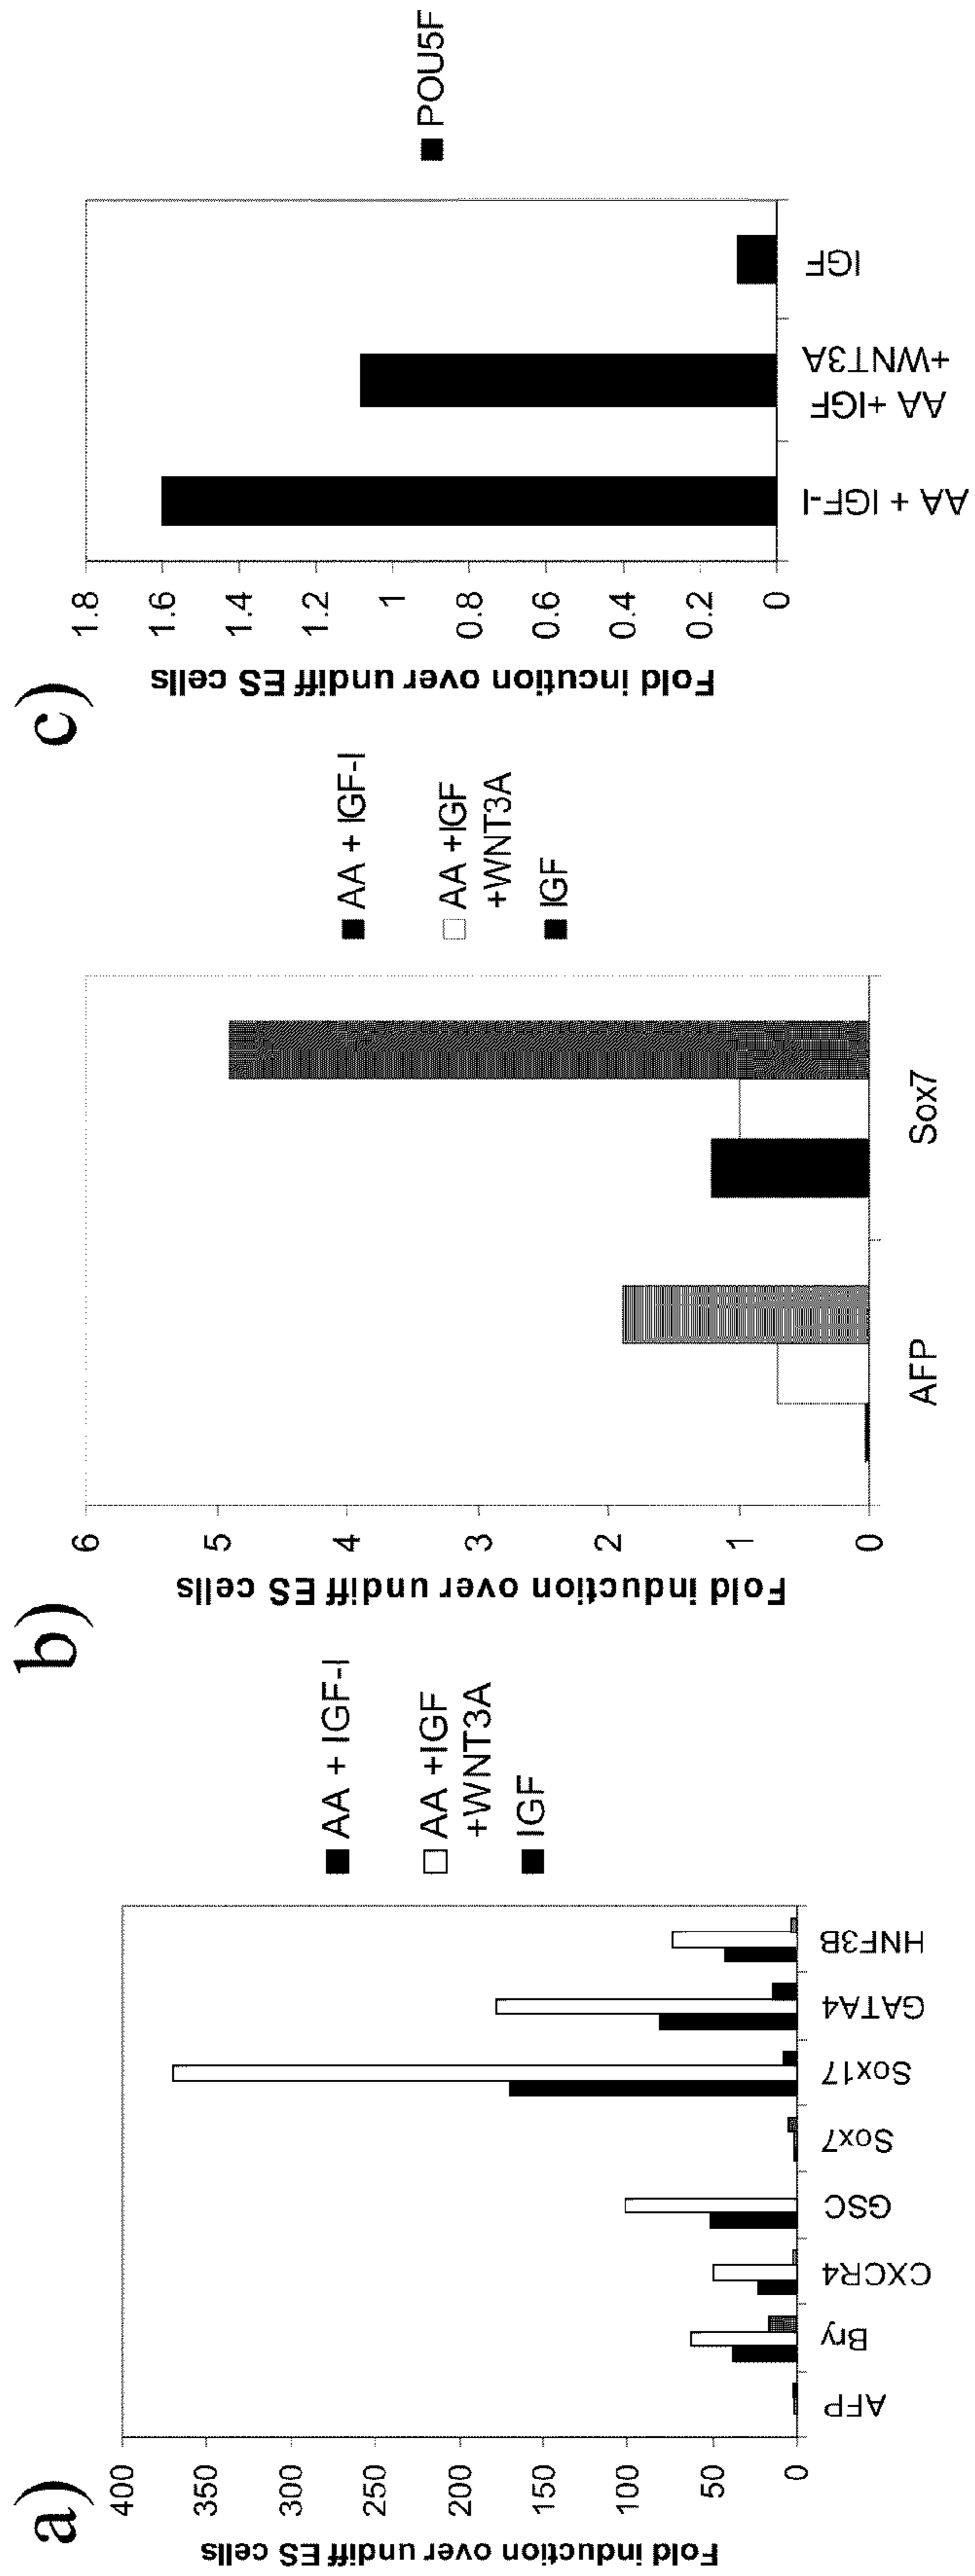 a)
Fold induction over undiff ES cells
400
350
300
250
200
150
100
50
0
AFP
Bry
CXCR4
GSC
Sox7
Sox17
GATA4
HNF3B
AA + IGF-I
AA +IGF
+WNT3A
IGF
b)
Fold induction over undiff ES cells
6
5
4
3
2
1
0
AFP
Sox7
AA + IGF-I
AA +IGF
+WNT3A
IGF
c)
Fold incution over undiff ES cells
1.8
1.6
1.4
1.2
1
0.8
0.6
0.4
0.2
0
AA + IGF-I
AA +IGF
+WNT3A
IGF
POU5F